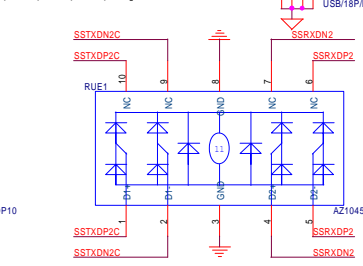 USB/18P/
SSTXDN2C
SSRXDN2
SSTXDP2C
SSRXDP2
10
9
8
7
6
RUE1
NC
NC
GND
NC
NC
11
D1+
D1-
GND
D2+
D2-
DP10
AZ1045
1
2
3
4
5
SSTXDP2C
SSRXDP2
SSTXDN2C
SSRXDN2